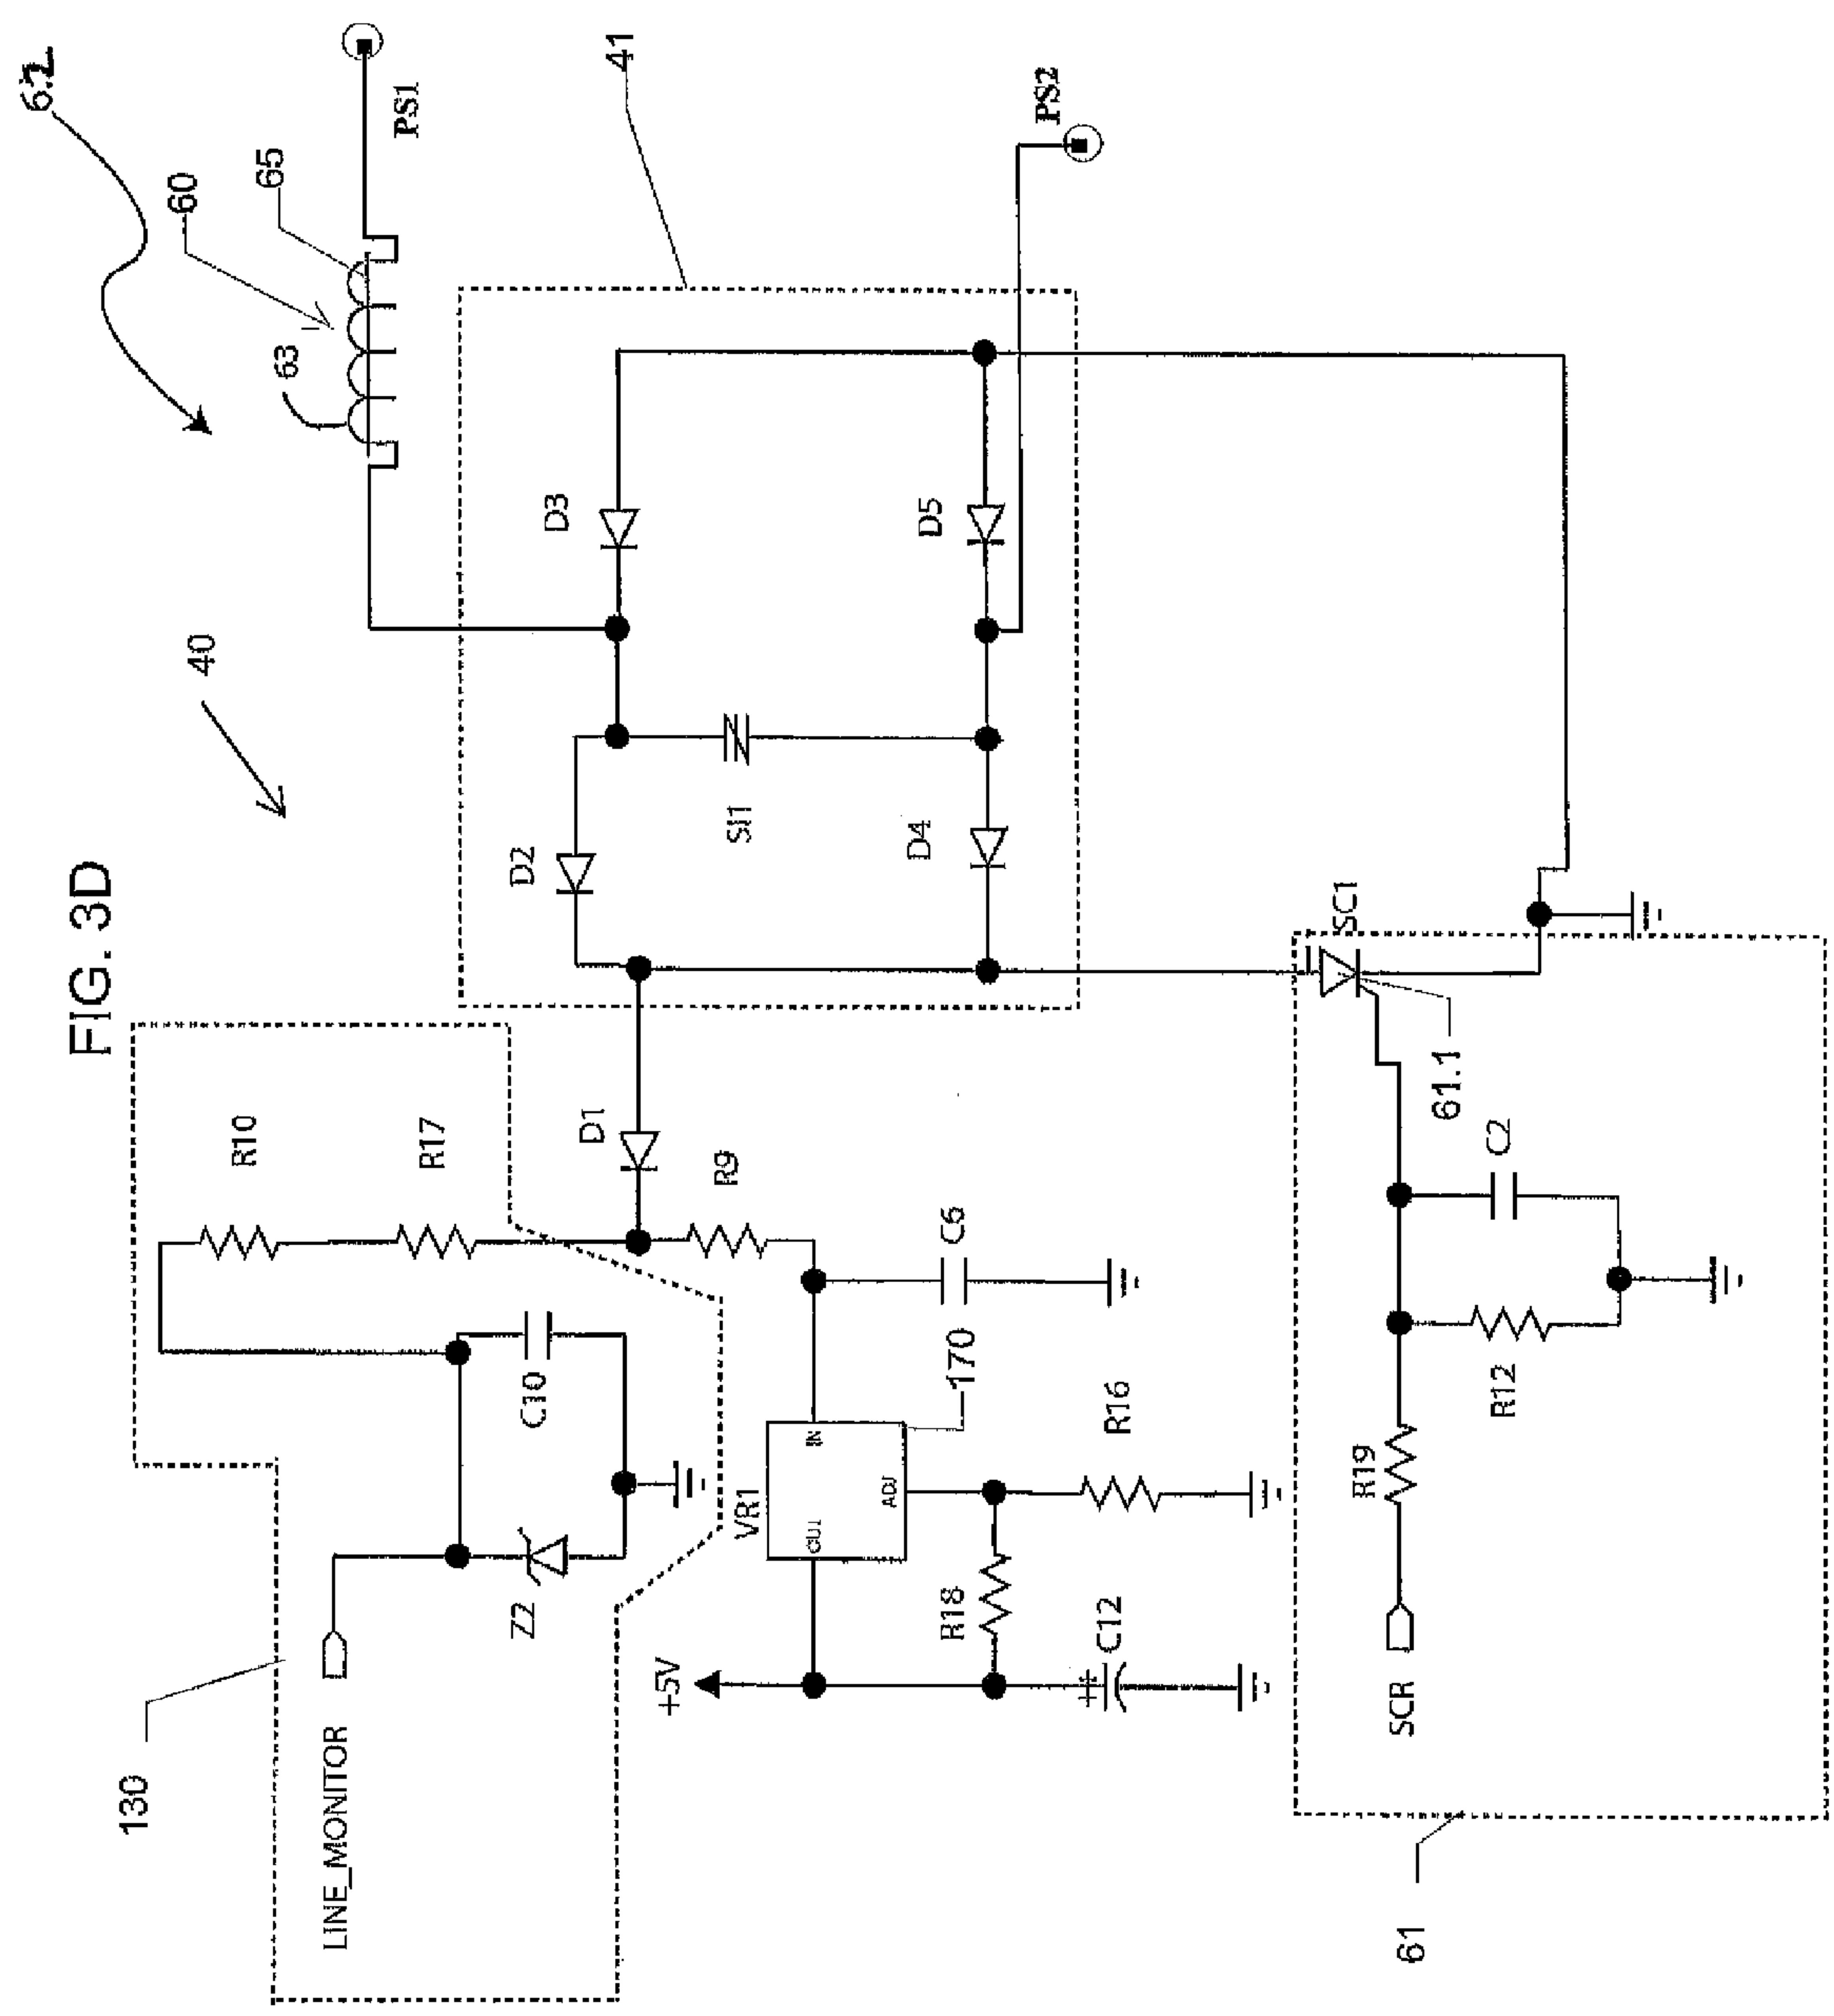 FIG. 3D
62
60
65
63
PS1
41
PS2
40
130
R10
R17
D1
R9
D2
D3
SI1
D4
D5
LINE_MONITOR
Z2
C10
C6
170
VR1
IN
OUT
ADJ
+5V
R18
R16
C12
SC1
61.1
C2
R12
R19
SCR
61